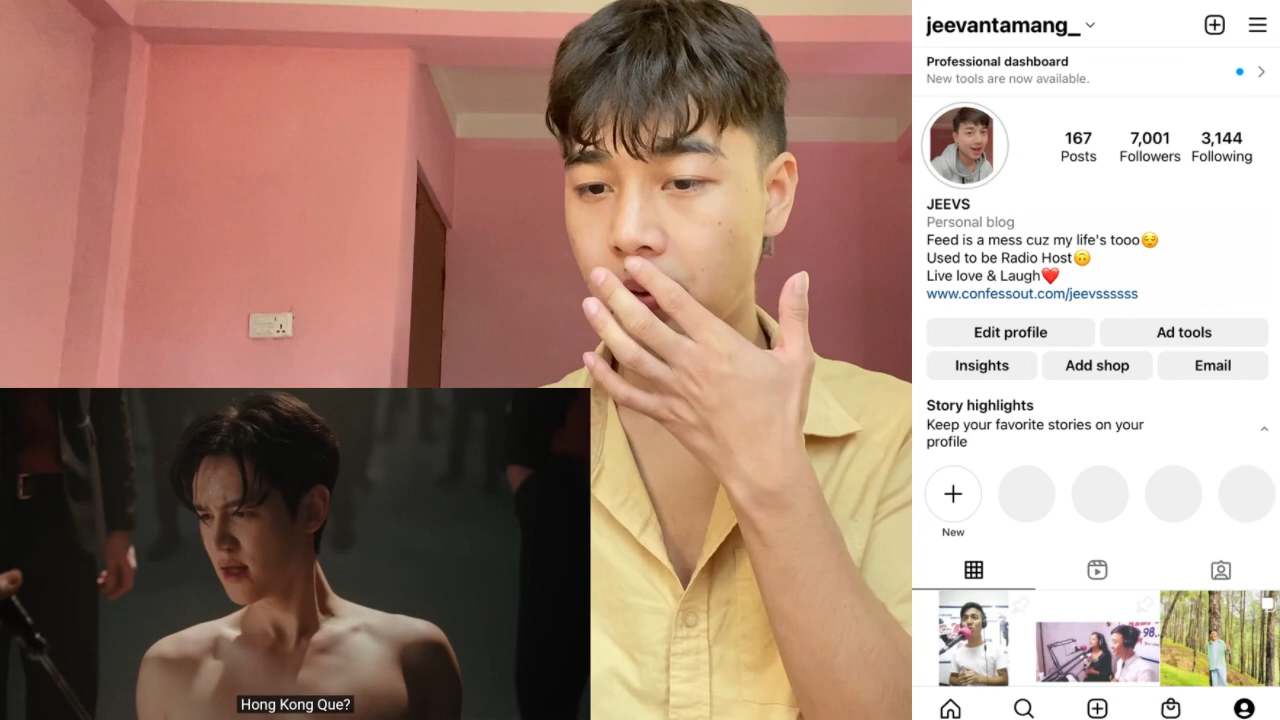 jeevantamang_
Professional dashboard
New tools are now available.
167
7,001
3,144
Posts
Followers
Following
JEEVS
Personal blog
Feed is a mess cuz my life's tooo😌
Used to be Radio Host🙃
Live love & Laugh❤️
www.confessout.com/jeevssssss
Edit profile
Ad tools
Insights
Add shop
Email
Story highlights
Keep your favorite stories on your
profile
New
98.
Hong Kong Que?